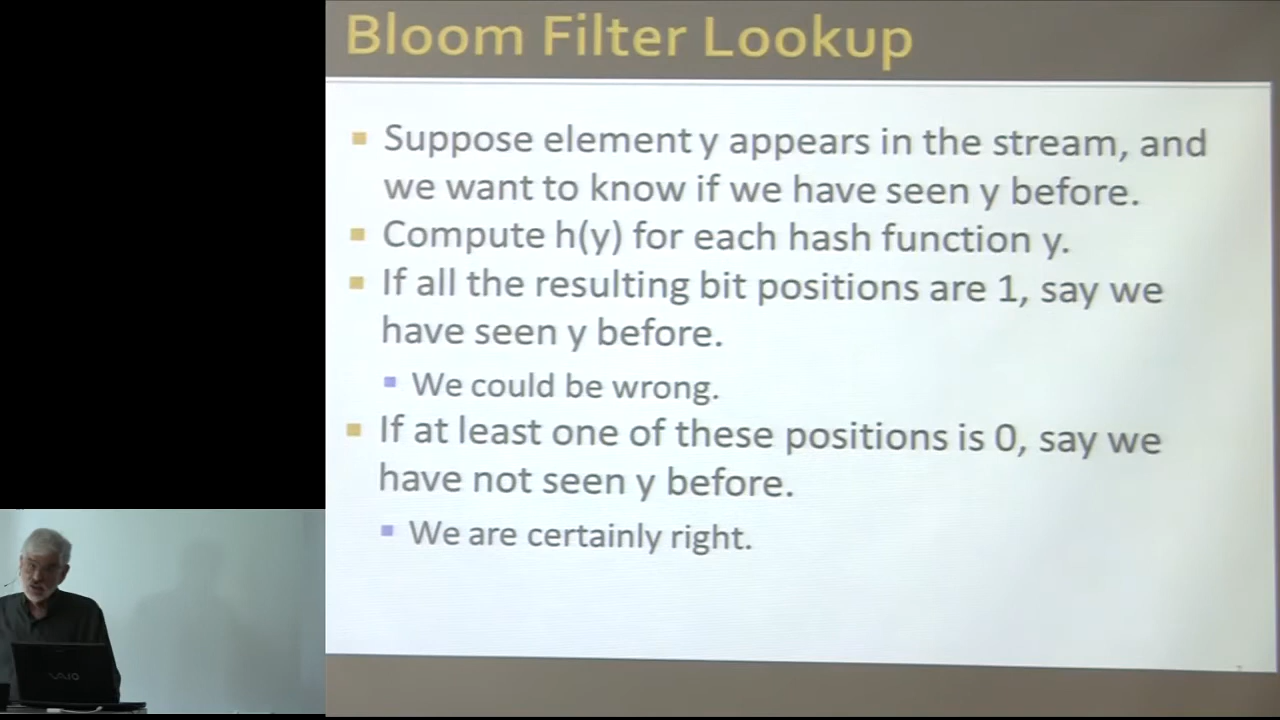 Bloom Filter Lookup
Suppose element y appears in the stream, and
we want to know if we have seen y before.
Compute h(y) for each hash function y.
If all the resulting bit positions are 1, say we
have seen y before.
We could be wrong.
If at least one of these positions is 0, say we
have not seen y before.
We are certainly right.
VAIO